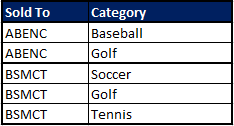 Sold To Category
ABENC Baseball
ABENC Golf
BSMCT Soccer
BSMCT Golf
BSMCT Tennis